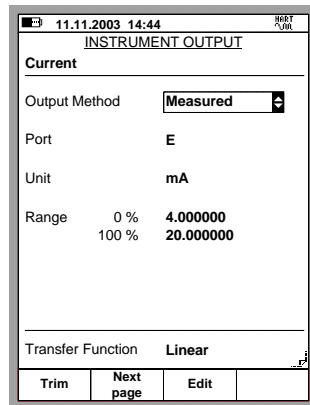 11.11.2003 14:44 HART
INSTRUMENT OUTPUT
Current
Output Method Measured
Port E
Unit mA
Range 0 % 4.000000
100 % 20.000000
Transfer Function Linear
Trim Next page Edit